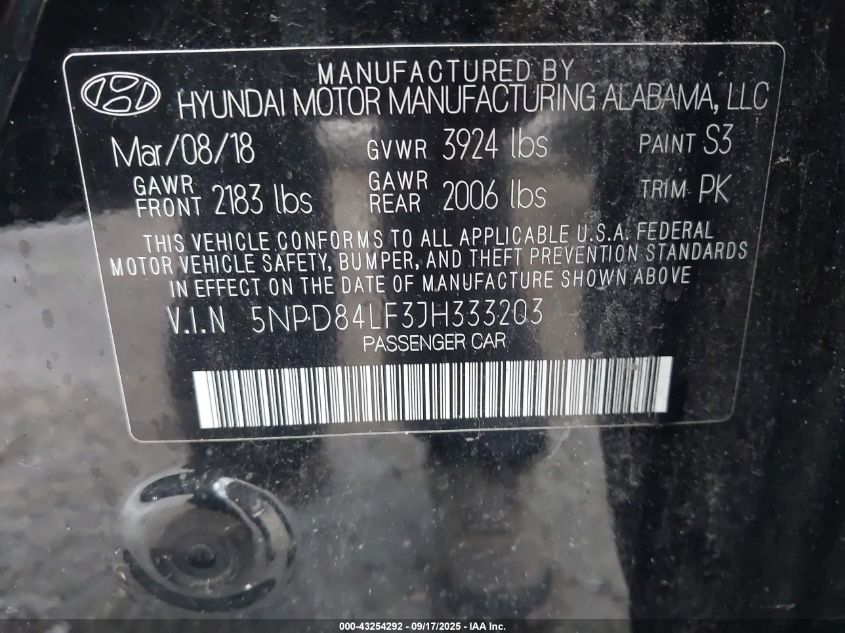 MANUFACTURED BY
HYUNDAI MOTOR MANUFACTURING ALABAMA, LLC
Mar/08/18 GVWR 3924 lbs PAINT S3
GAWR FRONT 2183 lbs GAWR REAR 2006 lbs TRIM PK
THIS VEHICLE CONFORMS TO ALL APPLICABLE U.S.A. FEDERAL
MOTOR VEHICLE SAFETY, BUMPER, AND THEFT PREVENTION STANDARDS
IN EFFECT ON THE DATE OF MANUFACTURE SHOWN ABOVE
V.I.N 5NPD84LF3JH333203
PASSENGER CAR
000-43254292 - 09/17/2025 - IAA Inc.